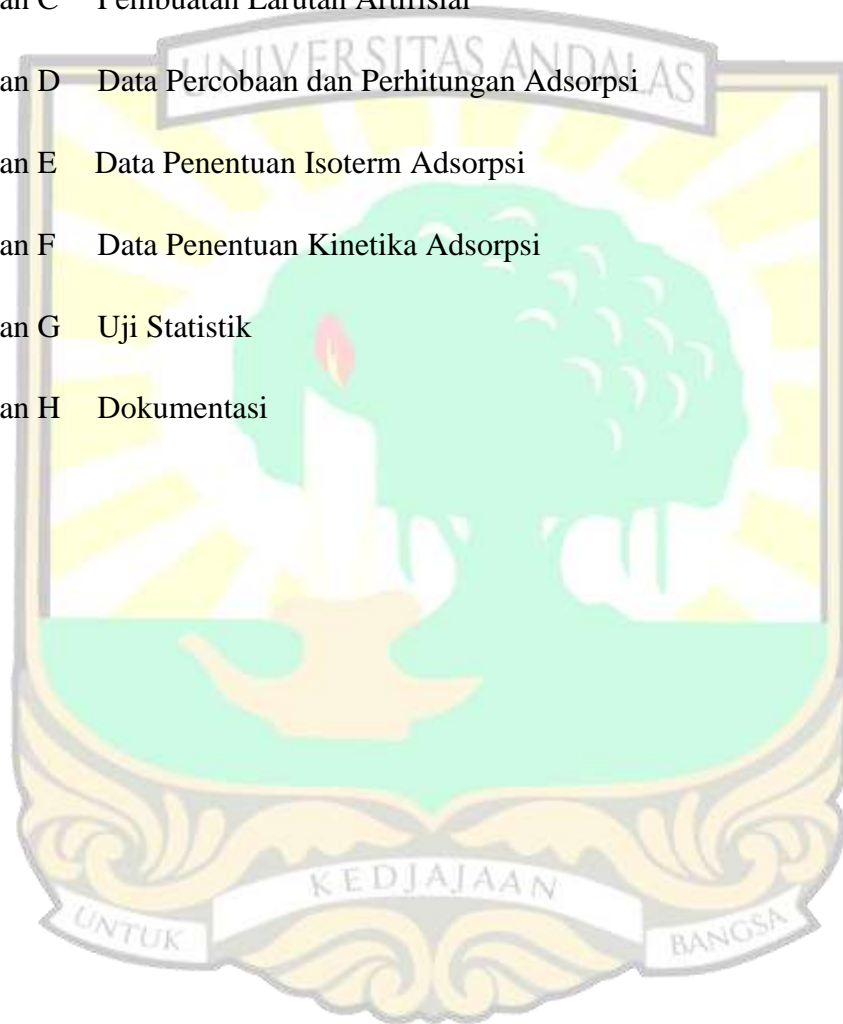 an C Pembuatan Larutan Artifisial
UNIVERSITAS ANDALAS
an D Data Percobaan dan Perhitungan Adsorpsi
an E Data Penentuan Isoterm Adsorpsi
an F Data Penentuan Kinetika Adsorpsi
an G Uji Statistik
an H Dokumentasi
KEDJAJAAN
UNTUK
BANGSA